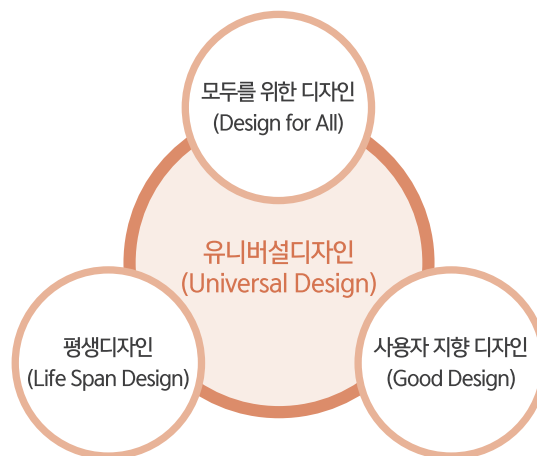 모두를 위한 디자인
(Design for All)
유니버설디자인
(Universal Design)
평생디자인
(Life Span Design)
사용자 지향 디자인
(Good Design)